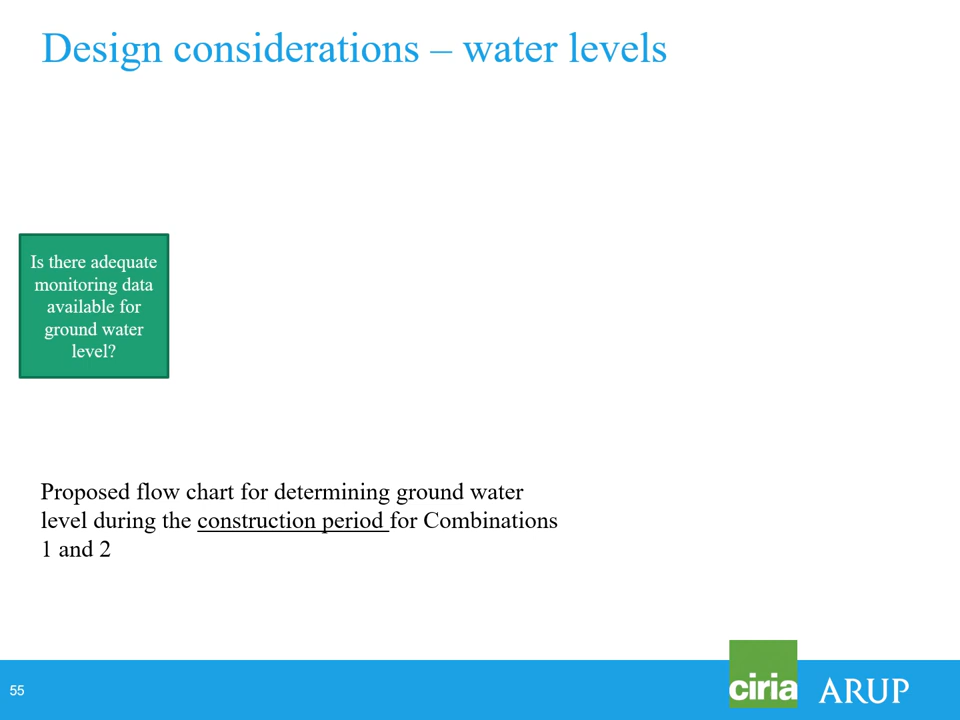 Design considerations – water levels
Is there adequate
monitoring data
available for
ground water
level?
Proposed flow chart for determining ground water
level during the construction period for Combinations
1 and 2
55
ciria
ARUP